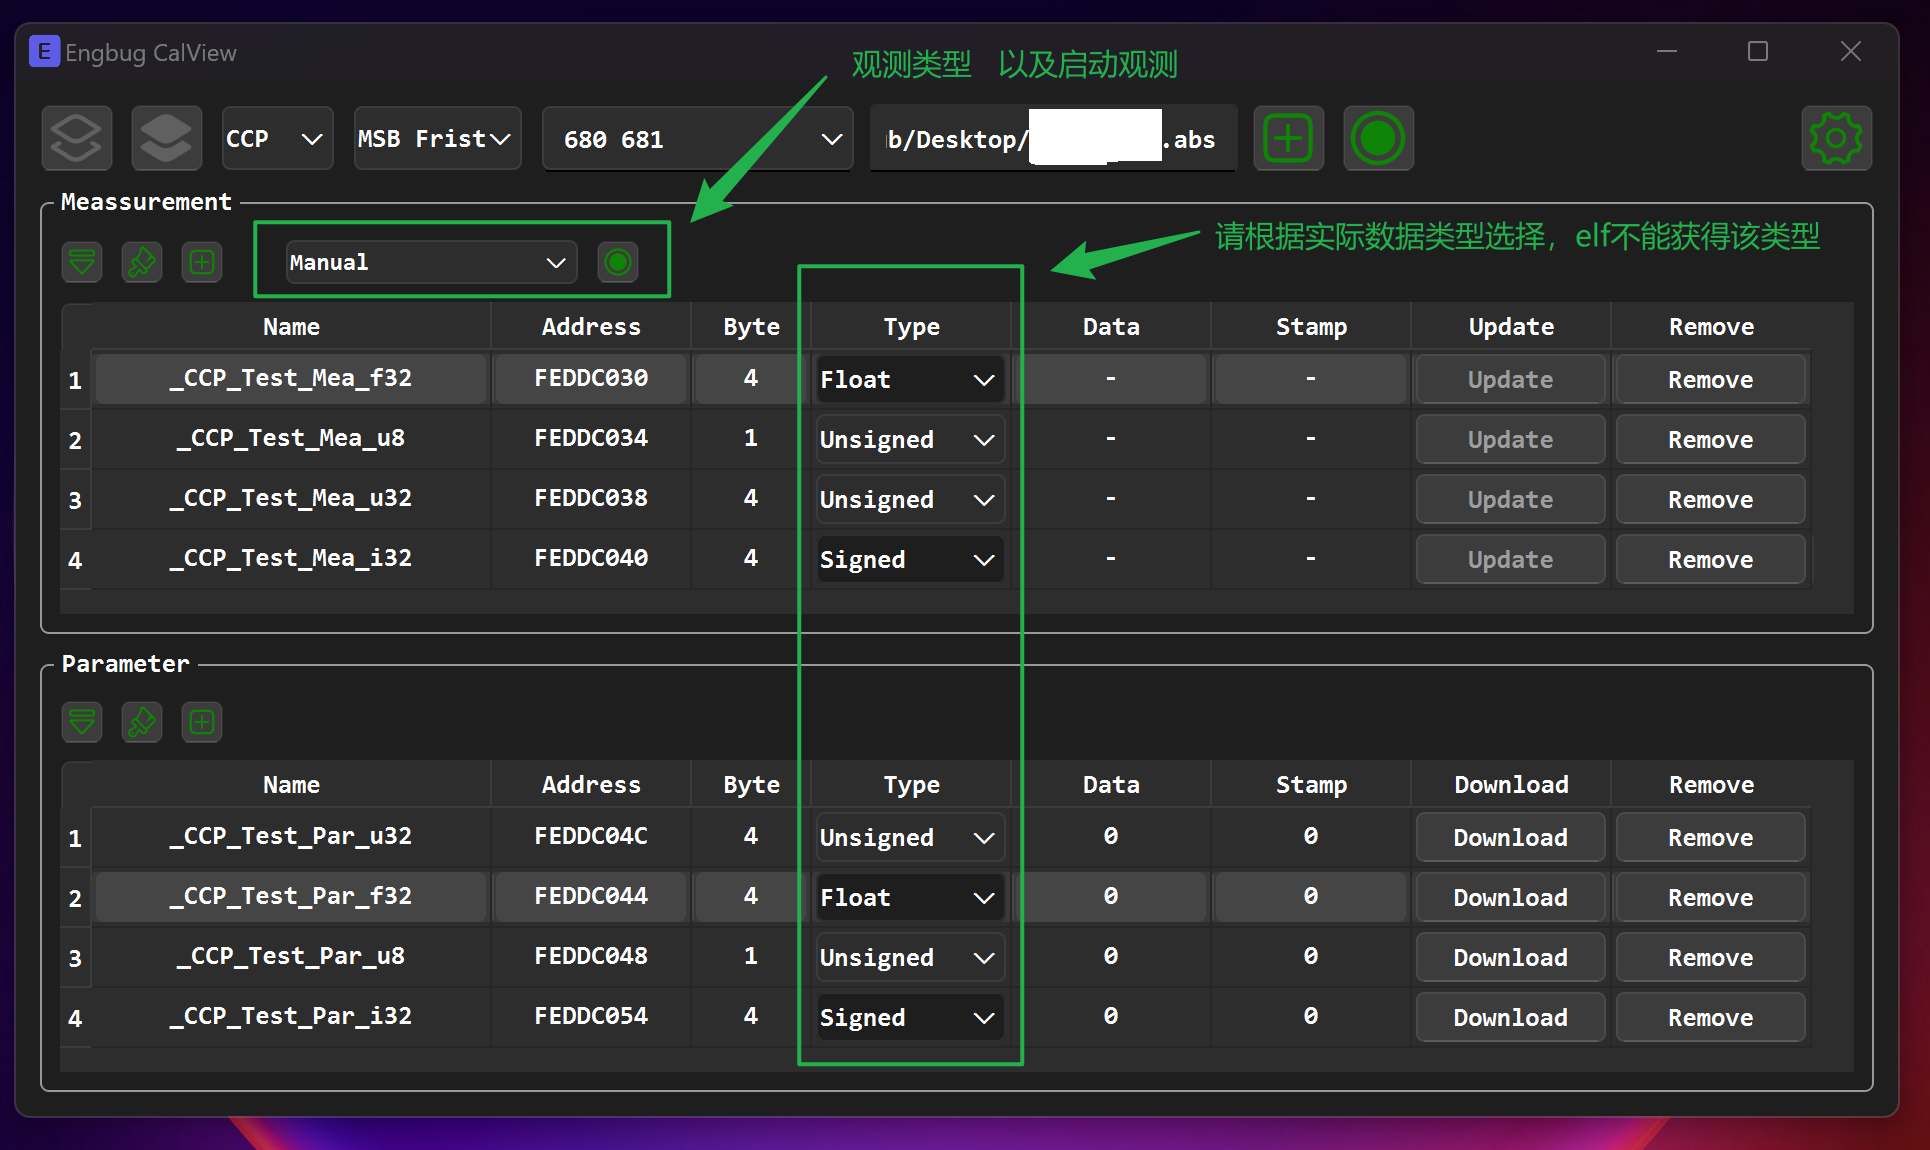 E Engbug CalView
观测类型 以及启动观测
CCP MSB Frist 680 681 b/Desktop/ .abs
Meassurement
请根据实际数据类型选择，elf不能获得该类型
Manual
Name Address Byte Type Data Stamp Update Remove
1 _CCP_Test_Mea_f32 FEDDC030 4 Float - - Update Remove
2 _CCP_Test_Mea_u8 FEDDC034 1 Unsigned - - Update Remove
3 _CCP_Test_Mea_u32 FEDDC038 4 Unsigned - - Update Remove
4 _CCP_Test_Mea_i32 FEDDC040 4 Signed - - Update Remove
Parameter
Name Address Byte Type Data Stamp Download Remove
1 _CCP_Test_Par_u32 FEDDC04C 4 Unsigned 0 0 Download Remove
2 _CCP_Test_Par_f32 FEDDC044 4 Float 0 0 Download Remove
3 _CCP_Test_Par_u8 FEDDC048 1 Unsigned 0 0 Download Remove
4 _CCP_Test_Par_i32 FEDDC054 4 Signed 0 0 Download Remove